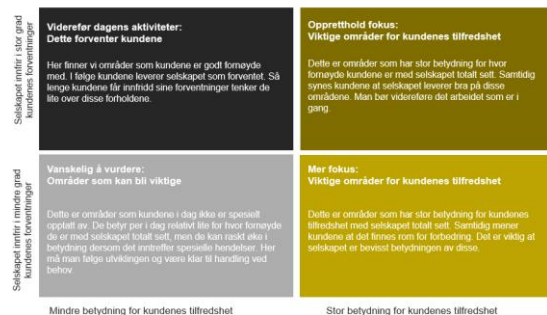 Selskapet innfrir i stor grad
kundenes forventninger
Viderefør dagens aktiviteter:
Dette forventer kundene
Her finner vi områder som kundene er godt fornøyde
med. I følge kundene leverer selskapet som forventet. Så
lenge kundene får innfridd sine forventninger tenker de
lite over disse forholdene.
Oppretthold fokus:
Viktige områder for kundenes tilfredshet
Dette er områder som har stor betydning for hvor
fornøyde kundene er med selskapet totalt sett. Samtidig
synes kundene at selskapet leverer bra på disse
områdene. Man bør videreføre det arbeidet som er i
gang.
Selskapet innfrir i mindre grad
kundenes forventninger
Vanskelig å vurdere:
Områder som kan bli viktige
Dette er områder som kundene i dag ikke er spesielt
opptatt av. De betyr per i dag relativt lite for hvor fornøyde
de er med selskapet totalt sett, men de kan raskt øke i
betydning dersom det inntreffer spesielle hendelser. Her
må man følge utviklingen og være klar til handling ved
behov.
Mer fokus:
Viktige områder for kundenes tilfredshet
Dette er områder som har stor betydning for kundenes
tilfredshet med selskapet totalt sett. Samtidig mener
kundene at det finnes rom for forbedring. Det er viktig at
selskapet er bevisst betydningen av disse.
Mindre betydning for kundenes tilfredshet
Stor betydning for kundenes tilfredshet